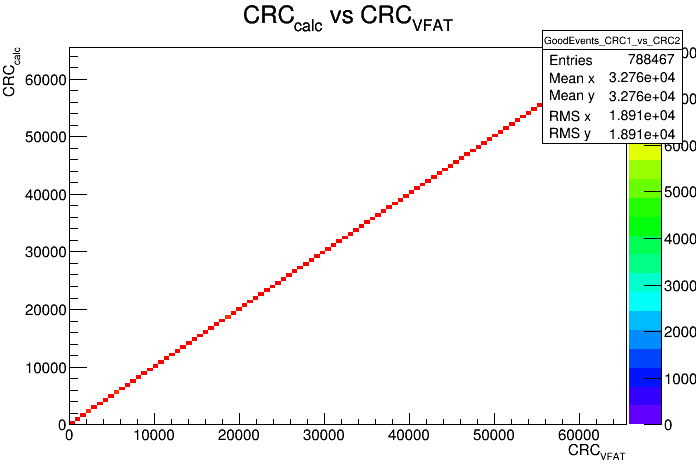 CRCcalc vs CRCVFAT
GoodEvents_CRC1_vs_CRC2
Entries 788467
Mean x 3.276e+04
Mean y 3.276e+04
RMS x 1.891e+04
RMS y 1.891e+04
CRCcalc
60000
50000
40000
30000
20000
10000
0
0 10000 20000 30000 40000 50000 60000
CRCVFAT
5000
4000
3000
2000
1000
0